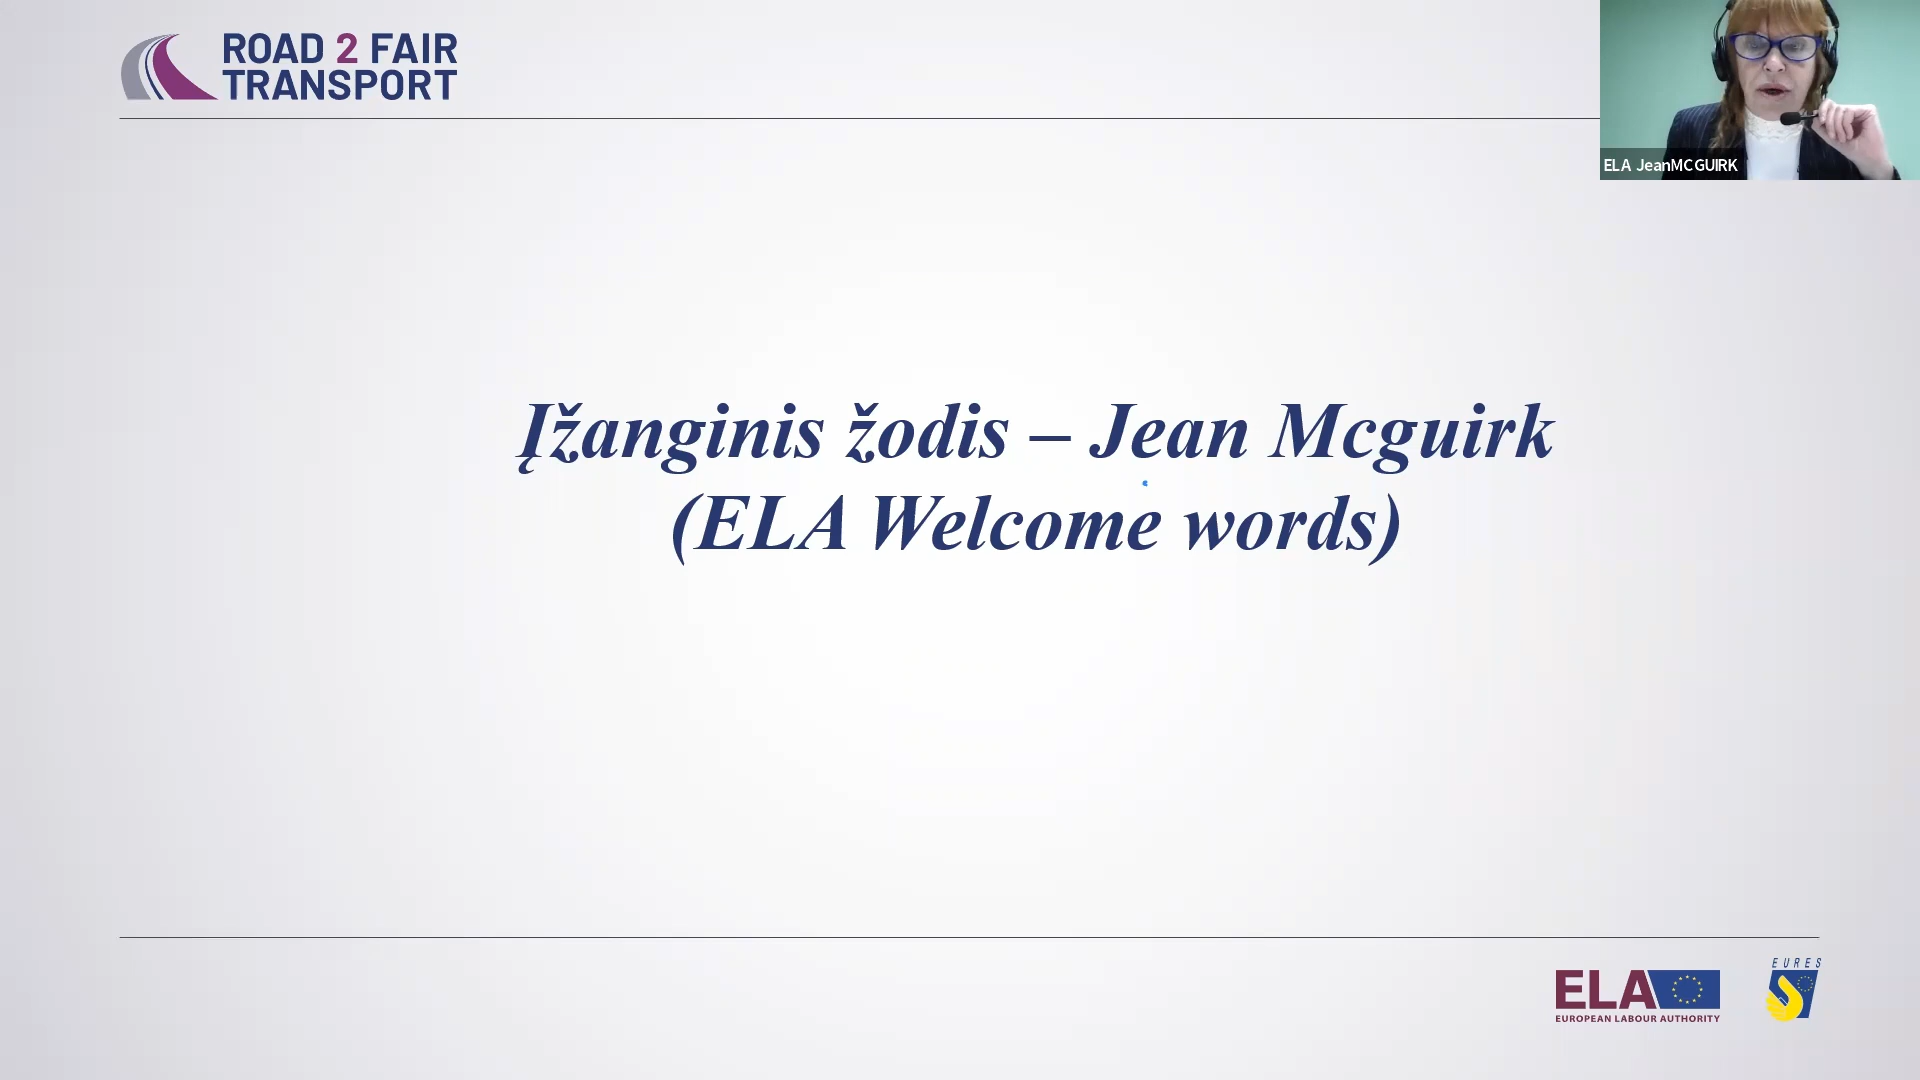 ROAD 2 FAIR
TRANSPORT
ELA JeanMCGUIRK
Įžanginis žodis – Jean Mcguirk
(ELA Welcome words)
ELA
EUROPEAN LABOUR AUTHORITY
EURES